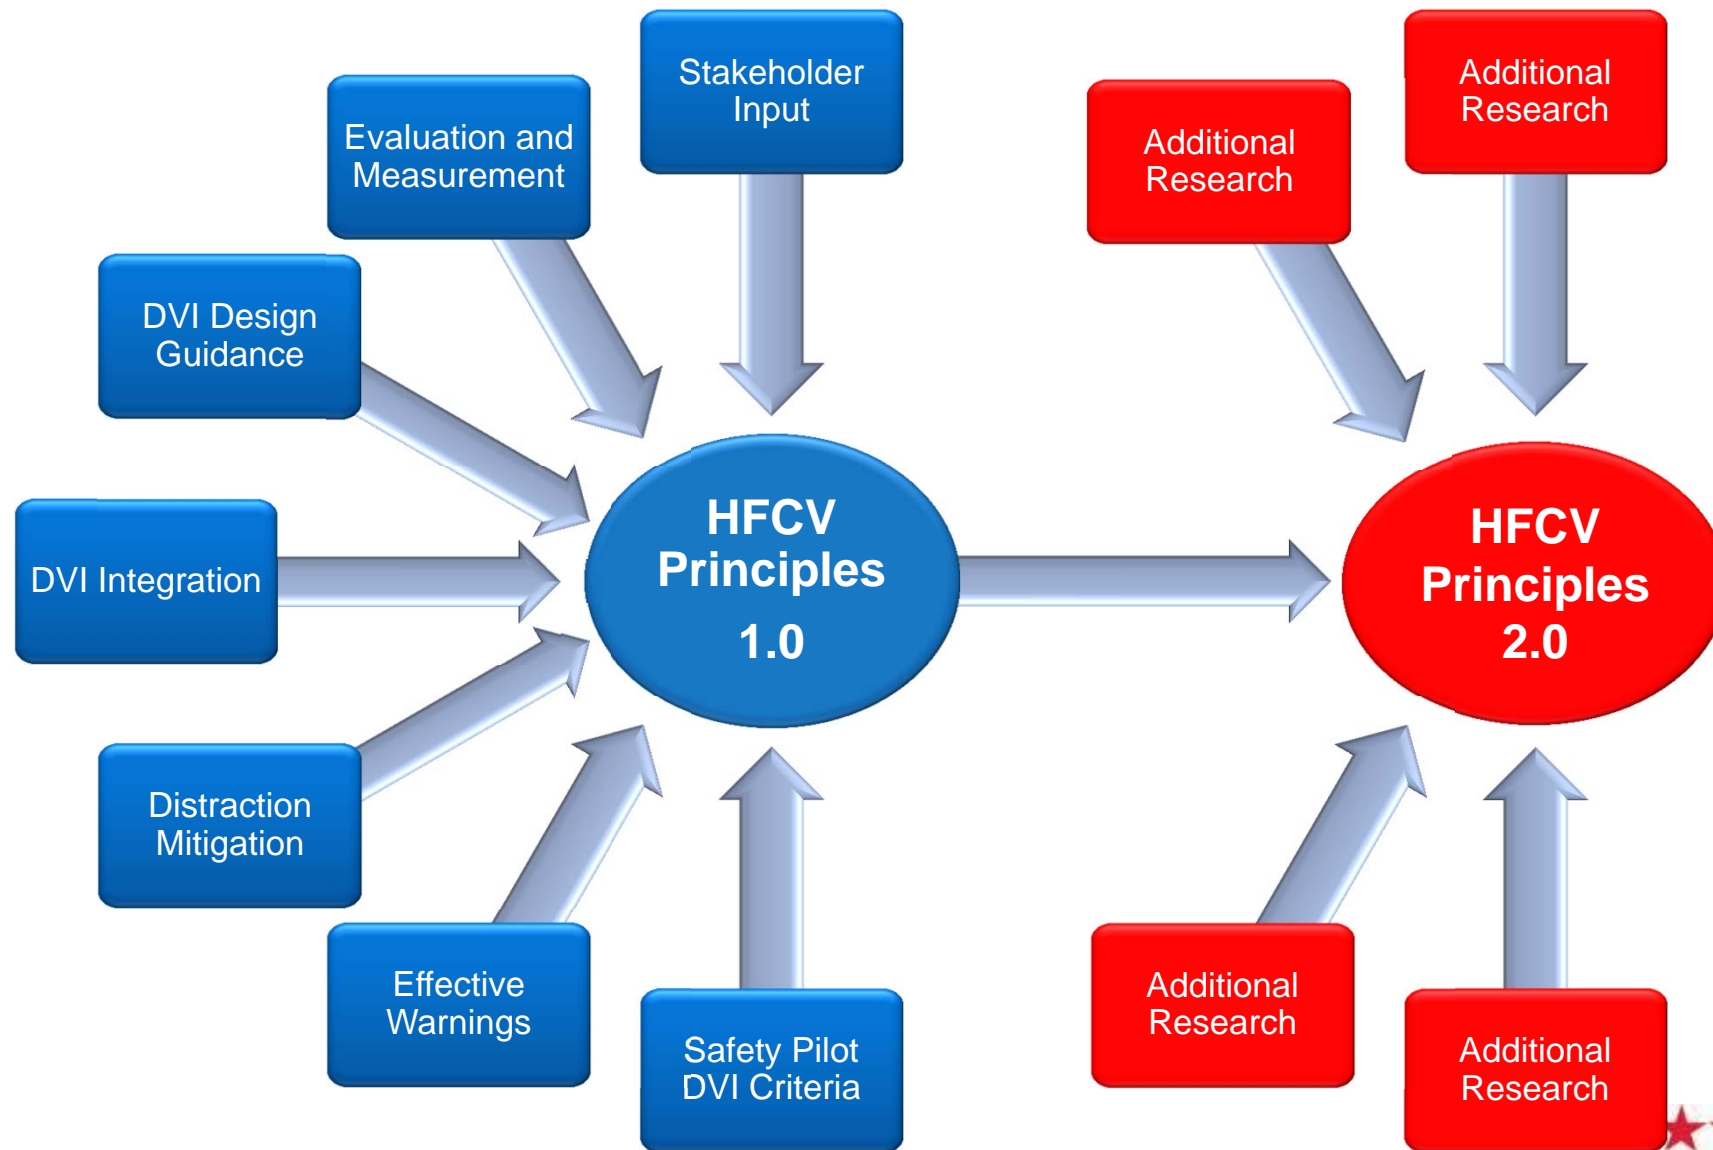 Stakeholder
Input
Evaluation and
Measurement
DVI Design
Guidance
DVI Integration
Distraction
Mitigation
Effective
Warnings
Safety Pilot
DVI Criteria
HFCV
Principles
1.0
Additional
Research
Additional
Research
HFCV
Principles
2.0
Additional
Research
Additional
Research